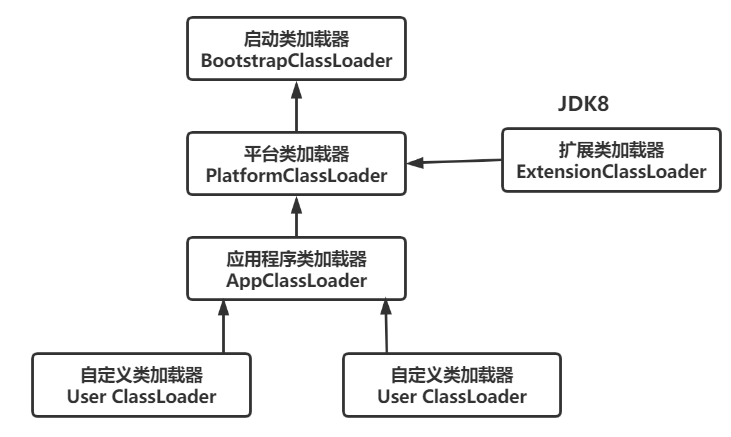 启动类加载器
BootstrapClassLoader
JDK8
平台类加载器
PlatformClassLoader
扩展类加载器
ExtensionClassLoader
应用程序类加载器
AppClassLoader
自定义类加载器
User ClassLoader
自定义类加载器
User ClassLoader